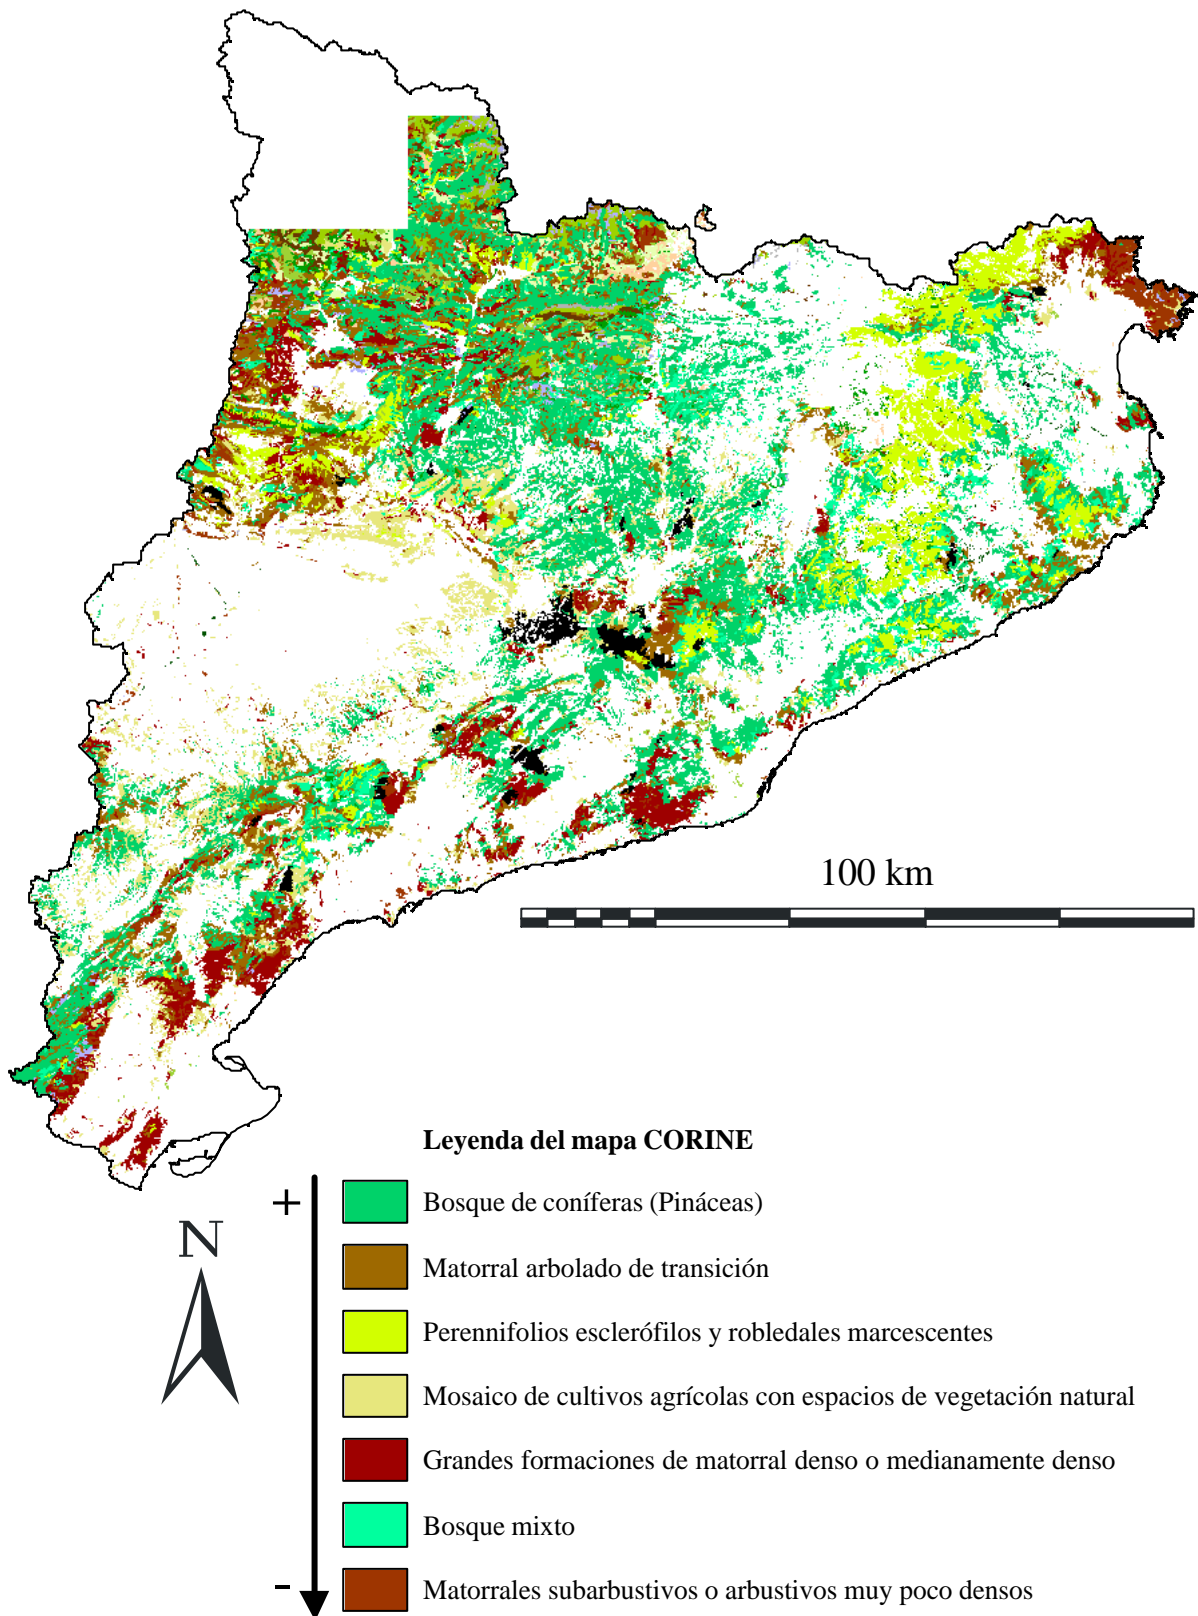 100 km
Leyenda del mapa CORINE
+
Bosque de coníferas (Pináceas)
N
Matorral arbolado de transición
Perennifolios esclerófilos y robledales marcescentes
Mosaico de cultivos agrícolas con espacios de vegetación natural
Grandes formaciones de matorral denso o medianamente denso
Bosque mixto
-
Matorrales subarbustivos o arbustivos muy poco densos